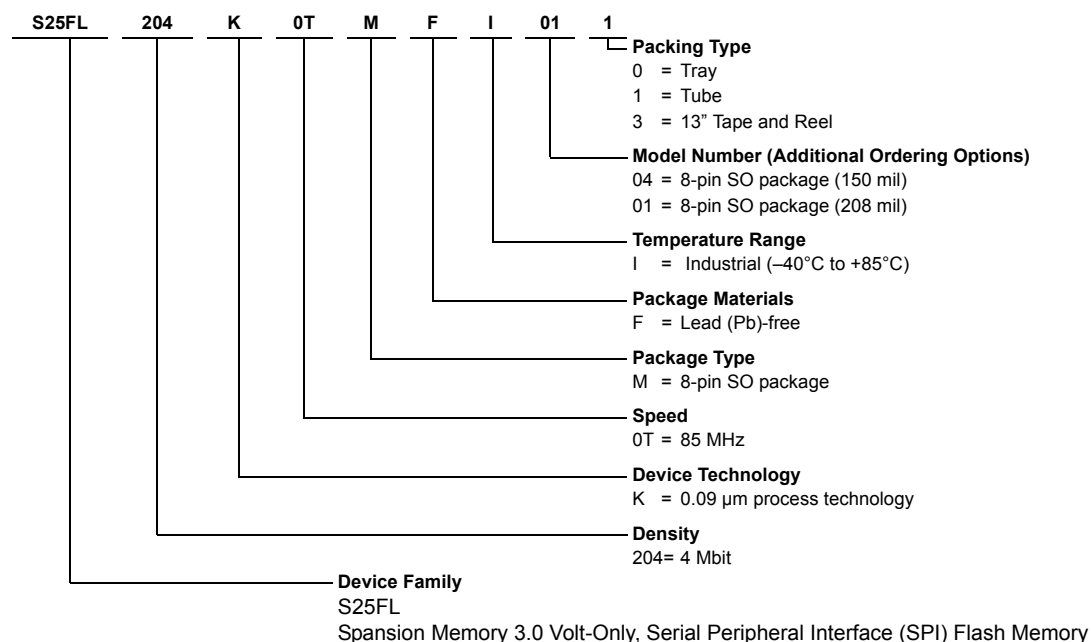 S25FL 204 K 0T M F I 01 1
Packing Type
0 = Tray
1 = Tube
3 = 13” Tape and Reel
Model Number (Additional Ordering Options)
04 = 8-pin SO package (150 mil)
01 = 8-pin SO package (208 mil)
Temperature Range
I = Industrial (–40°C to +85°C)
Package Materials
F = Lead (Pb)-free
Package Type
M = 8-pin SO package
Speed
0T = 85 MHz
Device Technology
K = 0.09 µm process technology
Density
204= 4 Mbit
Device Family
S25FL
Spansion Memory 3.0 Volt-Only, Serial Peripheral Interface (SPI) Flash Memory